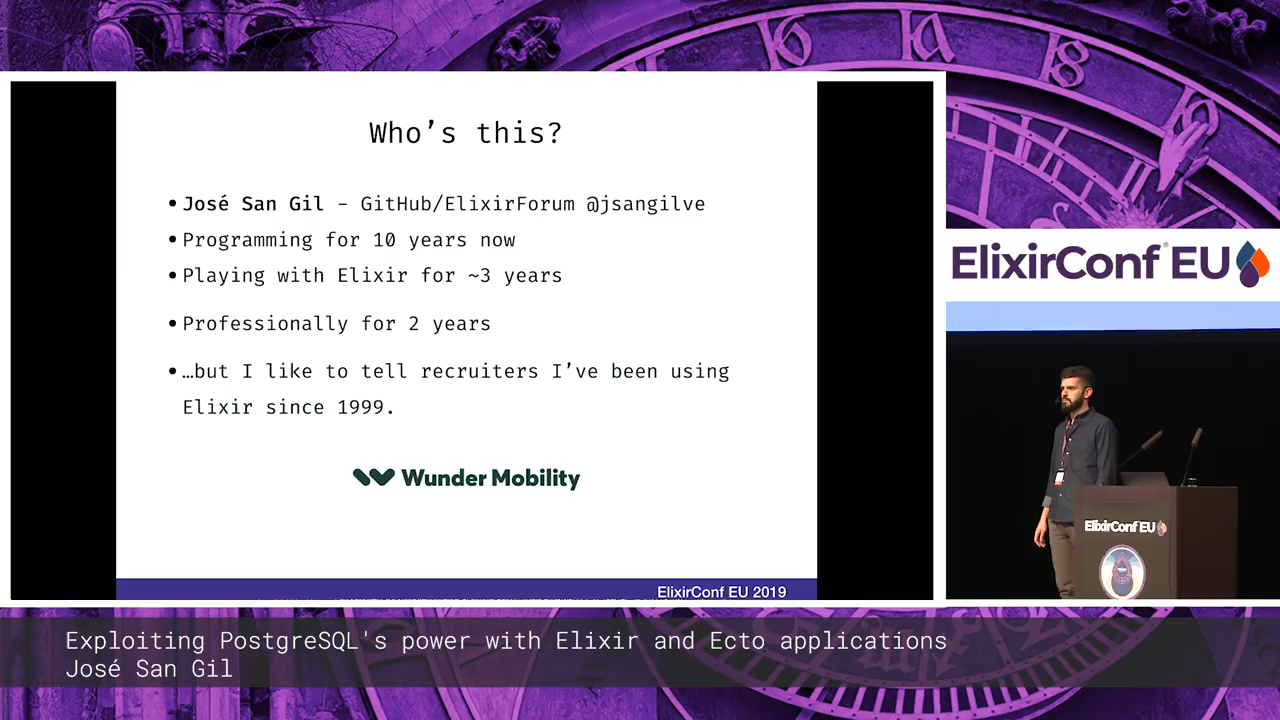 Who's this?
•José San Gil – GitHub/ElixirForum @jsangilve
•Programming for 10 years now
•Playing with Elixir for ~3 years
•Professionally for 2 years
•…but I like to tell recruiters I've been using
Elixir since 1999.
Wunder Mobility
ElixirConf EU 2019
ElixirConf® EU
ElixirConf EU
Exploiting PostgreSQL's power with Elixir and Ecto applications
José San Gil